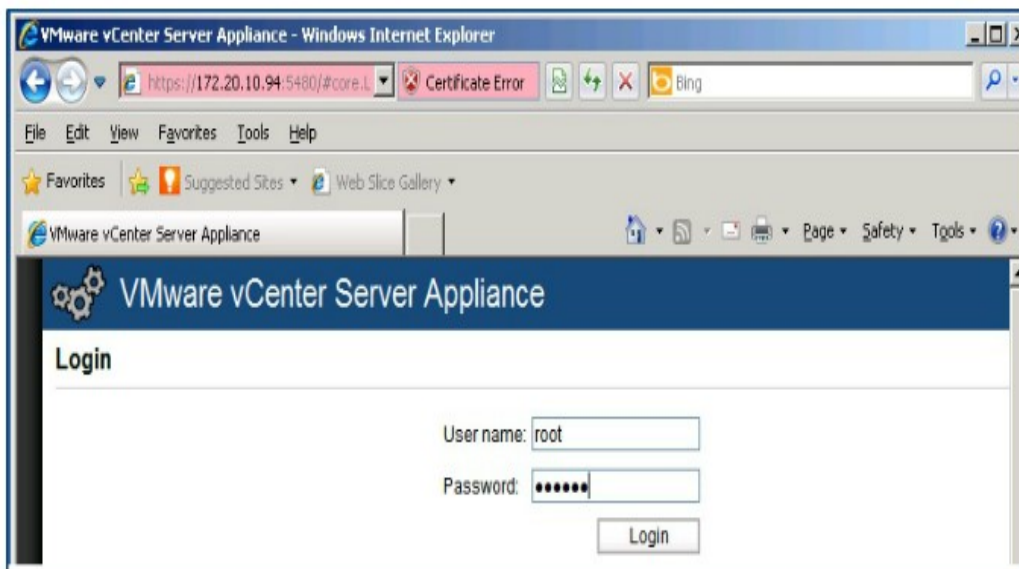 VMware vCenter Server Appliance - Windows Internet Explorer
https://172.20.10.94:5480/#core.L Certificate Error Bing
File Edit View Favorites Tools Help
Favorites Suggested Sites Web Slice Gallery
VMware vCenter Server Appliance Page Safety Tools
VMware vCenter Server Appliance
Login
User name: root
Password: ••••••
Login